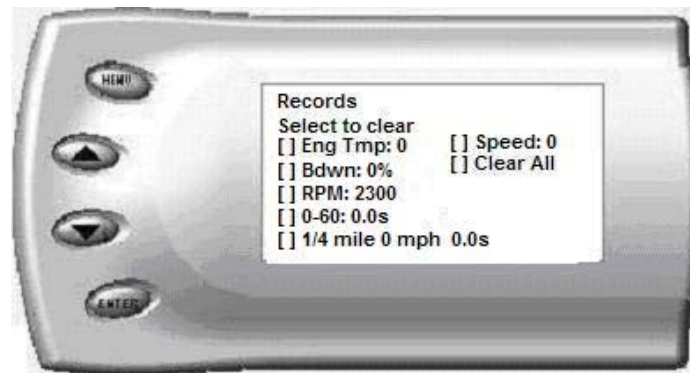 MENU
Records
Select to clear
[ ] Eng Tmp: 0 [ ] Speed: 0
[ ] Bdwn: 0% [ ] Clear All
[ ] RPM: 2300
[ ] 0-60: 0.0s
[ ] 1/4 mile 0 mph 0.0s
ENTER